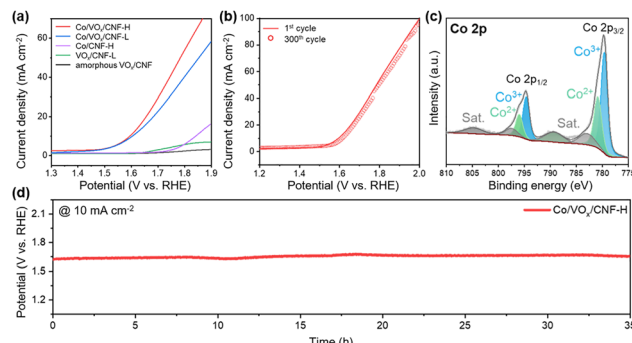 (a)
Co/VOx/CNF-H
Co/VOx/CNF-L
Co/CNF-H
VOx/CNF-L
amorphous VOx/CNF
Current density (mA cm-2)
60
40
20
0
1.3 1.4 1.5 1.6 1.7 1.8 1.9
Potential (V vs. RHE)
(b)
1st cycle
300th cycle
Current density (mA cm-2)
100
80
60
40
20
0
1.2 1.4 1.6 1.8 2.0
Potential (V vs. RHE)
(c)
Co 2p
Co 2p3/2
Co3+
Co 2p1/2
Co3+
Co2+
Co2+
Sat.
Sat.
Intensity (a.u.)
810 805 795 790 785 780 775
Binding energy (eV)
(d)
@ 10 mA cm-2
Co/VOx/CNF-H
Potential (V vs. RHE)
2.1
1.8
1.5
1.2
0 5 10 15 20 25 30 35
Time (h)